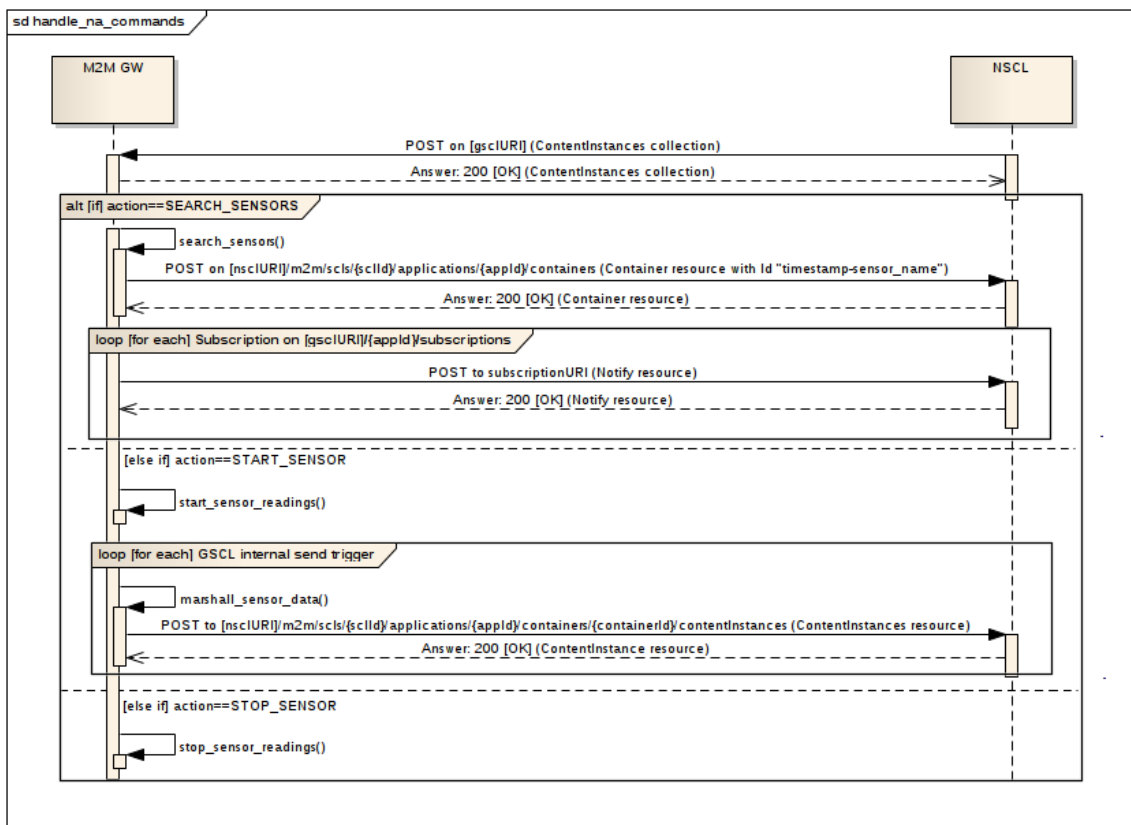 sd handle_na_commands
M2M GW
NSCL
POST on [gsclURI] (ContentInstances collection)
Answer: 200 [OK] (ContentInstances collection)
alt [if] action==SEARCH_SENSORS
search_sensors()
POST on [nsclURI]/m2m/scls/{sclId}/applications/{appId}/containers (Container resource with Id "timestamp-sensor_name")
Answer: 200 [OK] (Container resource)
loop [for each] Subscription on [gsclURI]/{appId}/subscriptions
POST to subscriptionURI (Notify resource)
Answer: 200 [OK] (Notify resource)
[else if] action==START_SENSOR
start_sensor_readings()
loop [for each] GSCL internal send trigger
marshall_sensor_data()
POST to [nsclURI]/m2m/scls/{sclId}/applications/{appId}/containers/{containerId}/contentInstances (ContentInstances resource)
Answer: 200 [OK] (ContentInstance resource)
[else if] action==STOP_SENSOR
stop_sensor_readings()